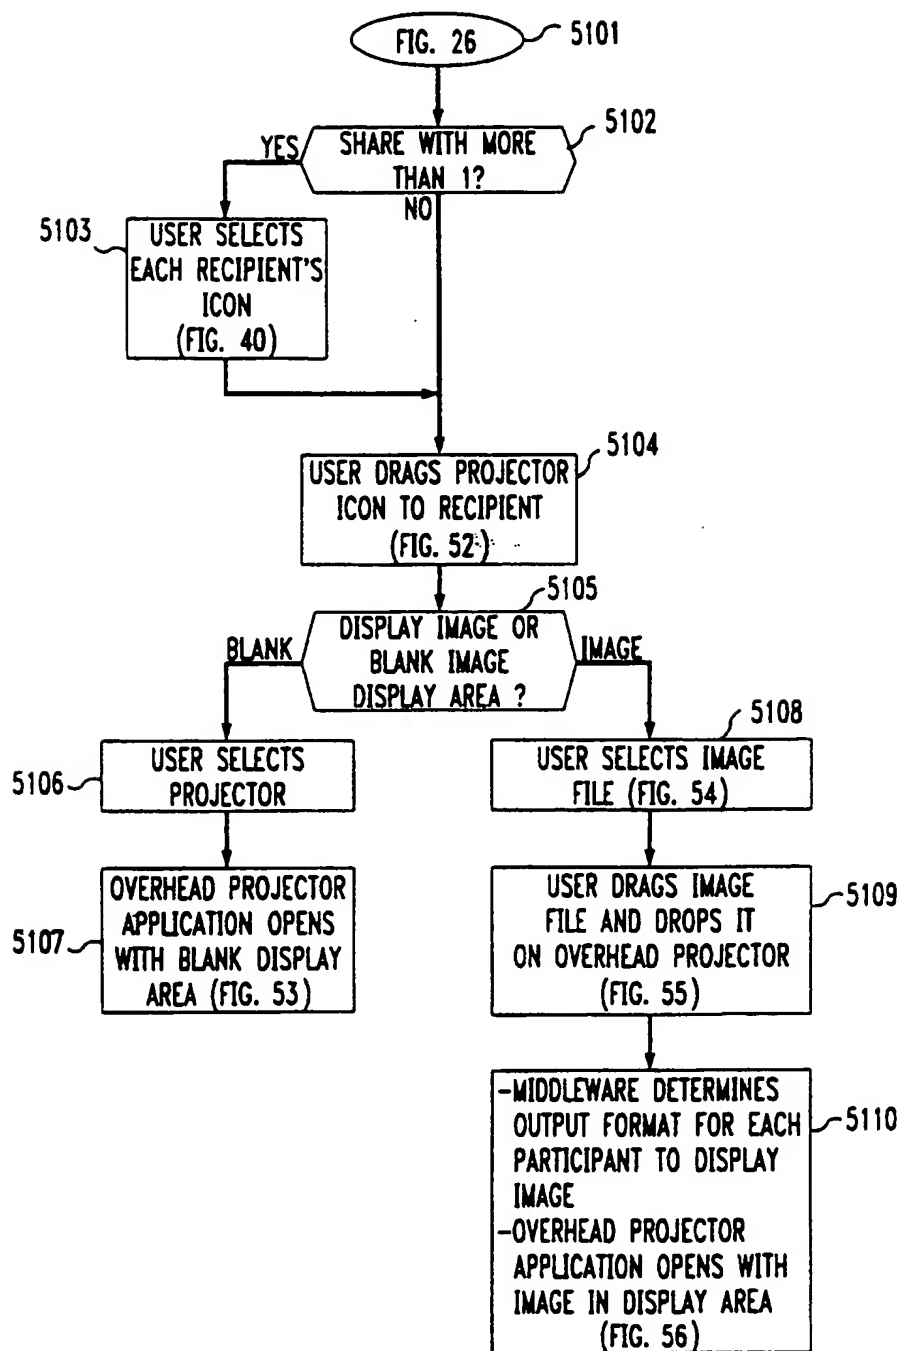 FIG. 26
5101
SHARE WITH MORE
THAN 1?
5102
YES
NO
5103
USER SELECTS
EACH RECIPIENT'S
ICON
(FIG. 40)
5104
USER DRAGS PROJECTOR
ICON TO RECIPIENT
(FIG. 52)
5105
DISPLAY IMAGE OR
BLANK IMAGE
DISPLAY AREA ?
BLANK
IMAGE
5106
USER SELECTS
PROJECTOR
5107
OVERHEAD PROJECTOR
APPLICATION OPENS
WITH BLANK DISPLAY
AREA (FIG. 53)
5108
USER SELECTS IMAGE
FILE (FIG. 54)
5109
USER DRAGS IMAGE
FILE AND DROPS IT
ON OVERHEAD PROJECTOR
(FIG. 55)
5110
-MIDDLEWARE DETERMINES
OUTPUT FORMAT FOR EACH
PARTICIPANT TO DISPLAY
IMAGE
-OVERHEAD PROJECTOR
APPLICATION OPENS WITH
IMAGE IN DISPLAY AREA
(FIG. 56)